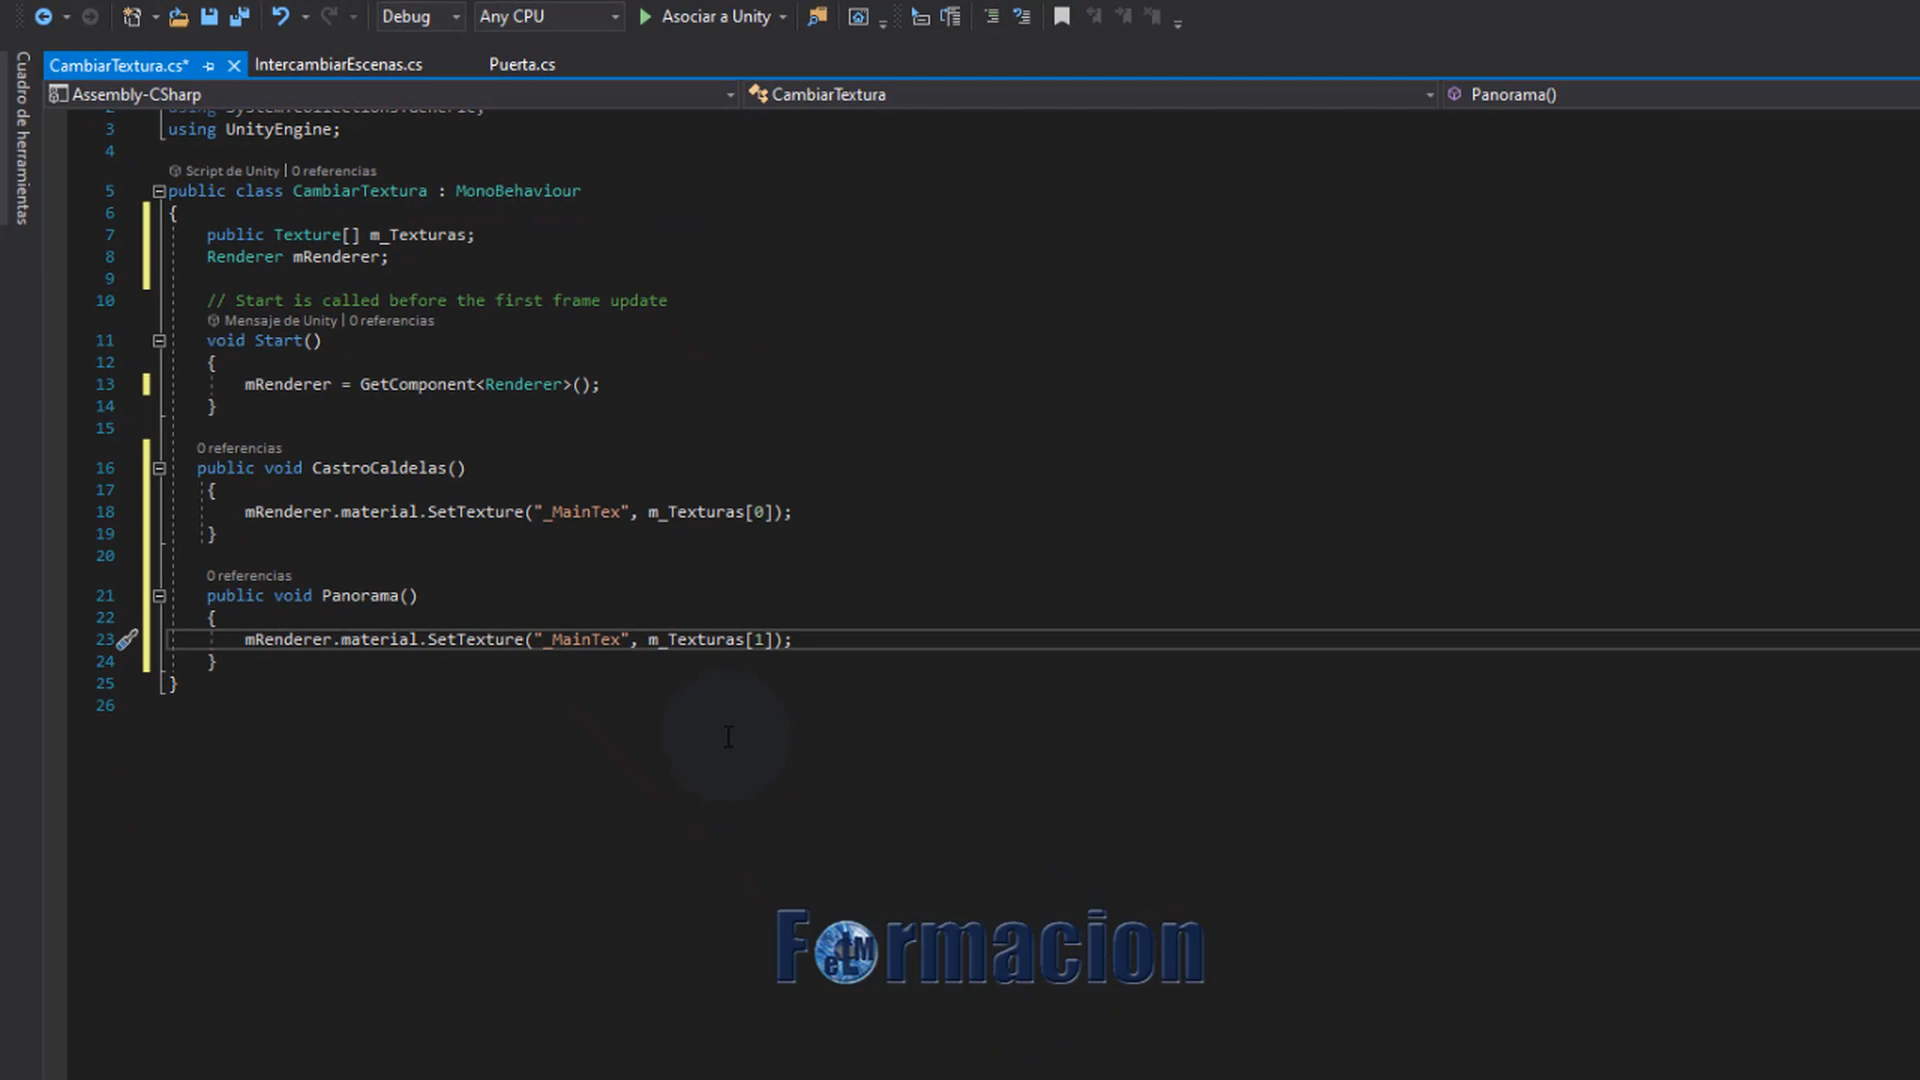 Debug Any CPU Asociar a Unity
CambiarTextura.cs* IntercambiarEscenas.cs Puerta.cs
Cuadro de herramientas
Assembly-CSharp CambiarTextura Panorama()
2 using System.Collections.Generic;
3 using UnityEngine;
4
Script de Unity | 0 referencias
5 public class CambiarTextura : MonoBehaviour
6 {
7 public Texture[] m_Texturas;
8 Renderer mRenderer;
9
10 // Start is called before the first frame update
Mensaje de Unity | 0 referencias
11 void Start()
12 {
13 mRenderer = GetComponent<Renderer>();
14 }
15
0 referencias
16 public void CastroCaldelas()
17 {
18 mRenderer.material.SetTexture("_MainTex", m_Texturas[0]);
19 }
20
0 referencias
21 public void Panorama()
22 {
23 mRenderer.material.SetTexture("_MainTex", m_Texturas[1]);
24 }
25 }
26
Formacion